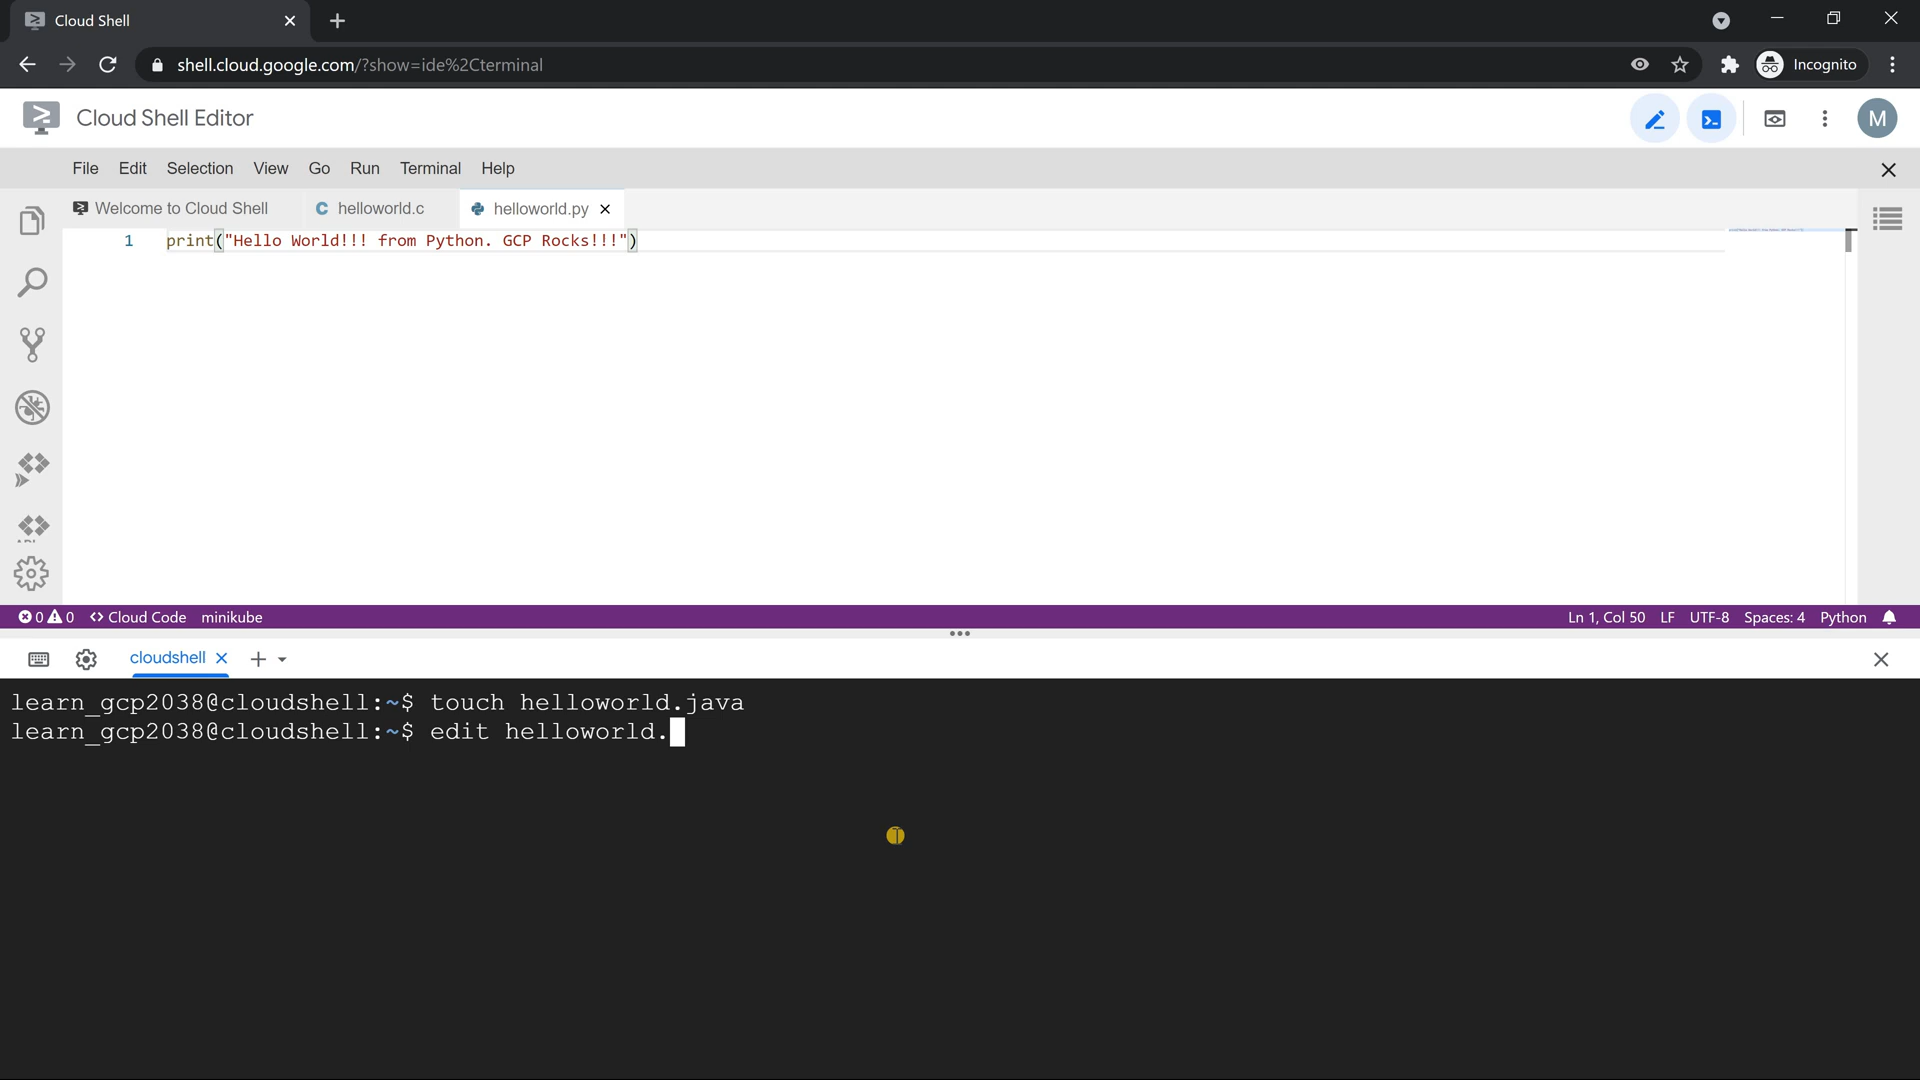 Cloud Shell
shell.cloud.google.com/?show=ide%2Cterminal
Incognito
Cloud Shell Editor
M
File Edit Selection View Go Run Terminal Help
Welcome to Cloud Shell helloworld.c helloworld.py
1 print("Hello World!!! from Python. GCP Rocks!!!")
0 0 <> Cloud Code minikube Ln 1, Col 50 LF UTF-8 Spaces: 4 Python
cloudshell
learn_gcp2038@cloudshell:~$ touch helloworld.java
learn_gcp2038@cloudshell:~$ edit helloworld.